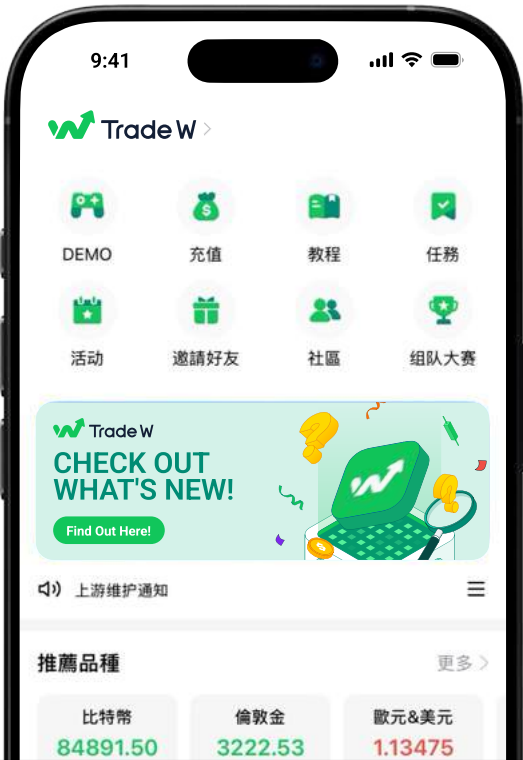 9:41
Trade W
DEMO 充值 教程 任務
活动 邀請好友 社區 组队大赛
Trade W
CHECK OUT
WHAT'S NEW!
Find Out Here!
上游维护通知
推薦品種 更多
比特幣 倫敦金 歐元&美元
84891.50 3222.53 1.13475